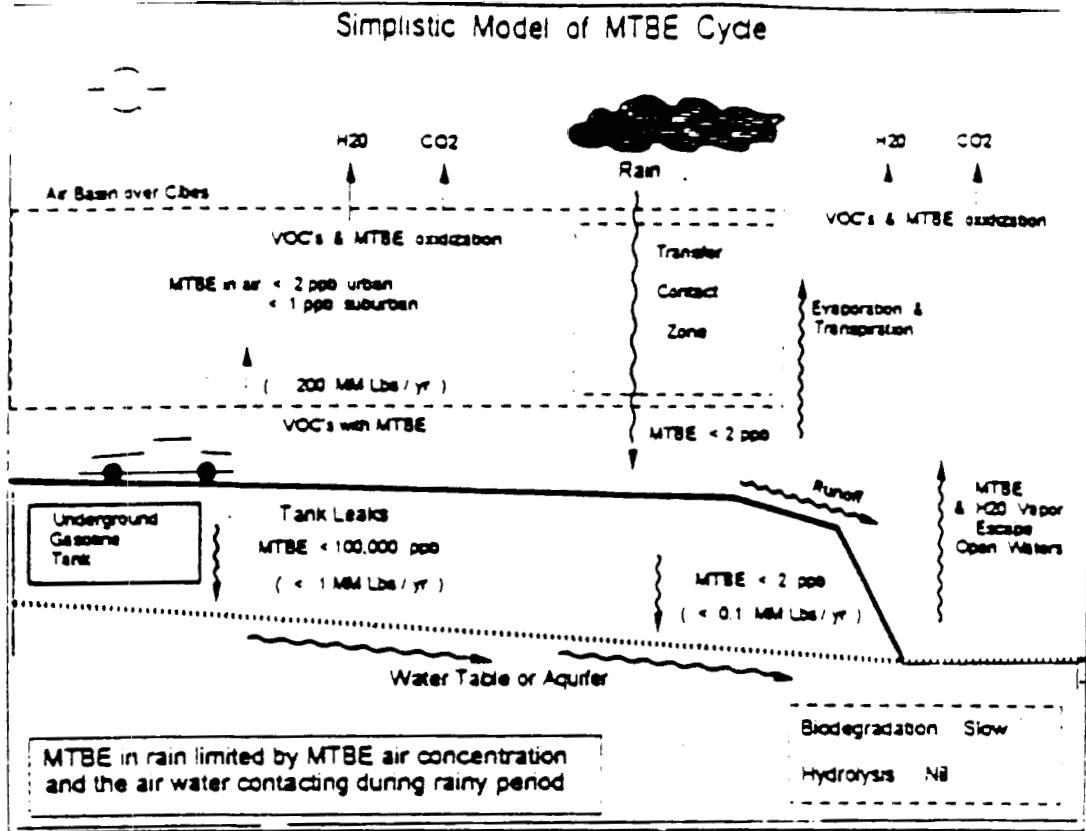 Simplistic Model of MTBE Cycle
H2O CO2
Rain
H2O CO2
Air Basin over Cities
VOC's & MTBE oxidization
MTBE in air < 2 ppb urban
< 1 ppb suburban
( 200 MM Lbs / yr )
VOC's with MTBE
Transfer
Contact
Zone
MTBE < 2 ppb
VOC's & MTBE oxidization
Evaporation &
Transpiration
Runoff
MTBE
& H2O Vapor
Escape
Open Waters
Underground
Gasoline
Tank
Tank Leaks
MTBE < 100,000 ppb
( < 1 MM Lbs / yr )
MTBE < 2 ppb
( < 0.1 MM Lbs / yr )
Water Table or Aquifer
MTBE in rain limited by MTBE air concentration
and the air water contacting during rainy period
Biodegradation Slow
Hydrolysis Nil